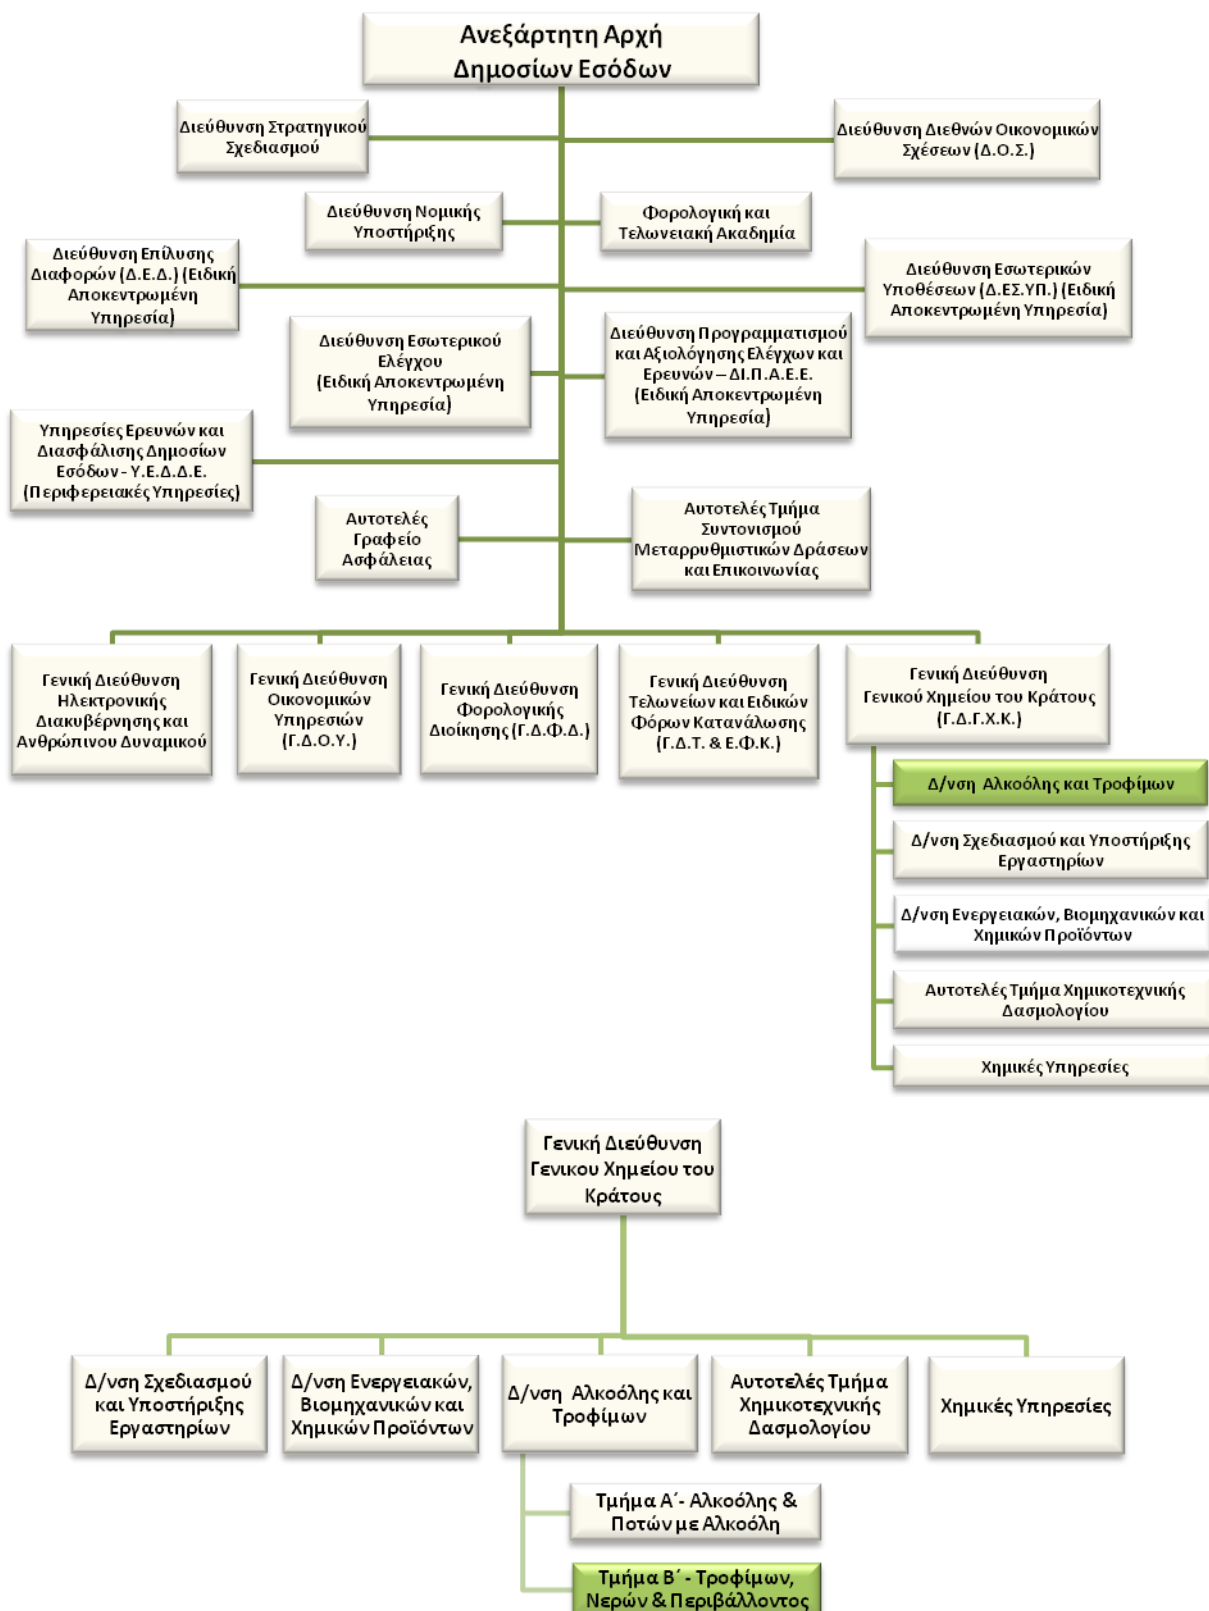 Ανεξάρτητη Αρχή
Δημοσίων Εσόδων
Διεύθυνση Στρατηγικού
Σχεδιασμού
Διεύθυνση Διεθνών Οικονομικών
Σχέσεων (Δ.Ο.Σ.)
Διεύθυνση Νομικής
Υποστήριξης
Φορολογική και
Τελωνειακή Ακαδημία
Διεύθυνση Επίλυσης
Διαφορών (Δ.Ε.Δ.) (Ειδική
Αποκεντρωμένη
Υπηρεσία)
Διεύθυνση Εσωτερικών
Υποθέσεων (Δ.ΕΣ.ΥΠ.) (Ειδική
Αποκεντρωμένη Υπηρεσία)
Διεύθυνση Εσωτερικού
Ελέγχου
(Ειδική Αποκεντρωμένη
Υπηρεσία)
Διεύθυνση Προγραμματισμού
και Αξιολόγησης Ελέγχων και
Ερευνών – ΔΙ.Π.Α.Ε.Ε.
(Ειδική Αποκεντρωμένη
Υπηρεσία)
Υπηρεσίες Ερευνών και
Διασφάλισης Δημοσίων
Εσόδων - Υ.Ε.Δ.Δ.Ε.
(Περιφερειακές Υπηρεσίες)
Αυτοτελές
Γραφείο
Ασφάλειας
Αυτοτελές Τμήμα
Συντονισμού
Μεταρρυθμιστικών Δράσεων
και Επικοινωνίας
Γενική Διεύθυνση
Ηλεκτρονικής
Διακυβέρνησης και
Ανθρώπινου Δυναμικού
Γενική Διεύθυνση
Οικονομικών
Υπηρεσιών
(Γ.Δ.Ο.Υ.)
Γενική Διεύθυνση
Φορολογικής
Διοίκησης (Γ.Δ.Φ.Δ.)
Γενική Διεύθυνση
Τελωνείων και Ειδικών
Φόρων Κατανάλωσης
(Γ.Δ.Τ. & Ε.Φ.Κ.)
Γενική Διεύθυνση
Γενικού Χημείου του Κράτους
(Γ.Δ.Γ.Χ.Κ.)
Δ/νση  Αλκοόλης και Τροφίμων
Δ/νση Σχεδιασμού και Υποστήριξης
Εργαστηρίων
Δ/νση Ενεργειακών, Βιομηχανικών και
Χημικών Προϊόντων
Αυτοτελές Τμήμα Χημικοτεχνικής
Δασμολογίου
Χημικές Υπηρεσίες
Γενική Διεύθυνση
Γενικου Χημείου του
Κράτους
Δ/νση Σχεδιασμού
και Υποστήριξης
Εργαστηρίων
Δ/νση Ενεργειακών,
Βιομηχανικών και
Χημικών Προϊόντων
Δ/νση  Αλκοόλης και
Τροφίμων
Αυτοτελές Τμήμα
Χημικοτεχνικής
Δασμολογίου
Χημικές Υπηρεσίες
Τμήμα Α΄- Αλκοόλης &
Ποτών με Αλκοόλη
Τμήμα Β΄ - Τροφίμων,
Νερών & Περιβάλλοντος